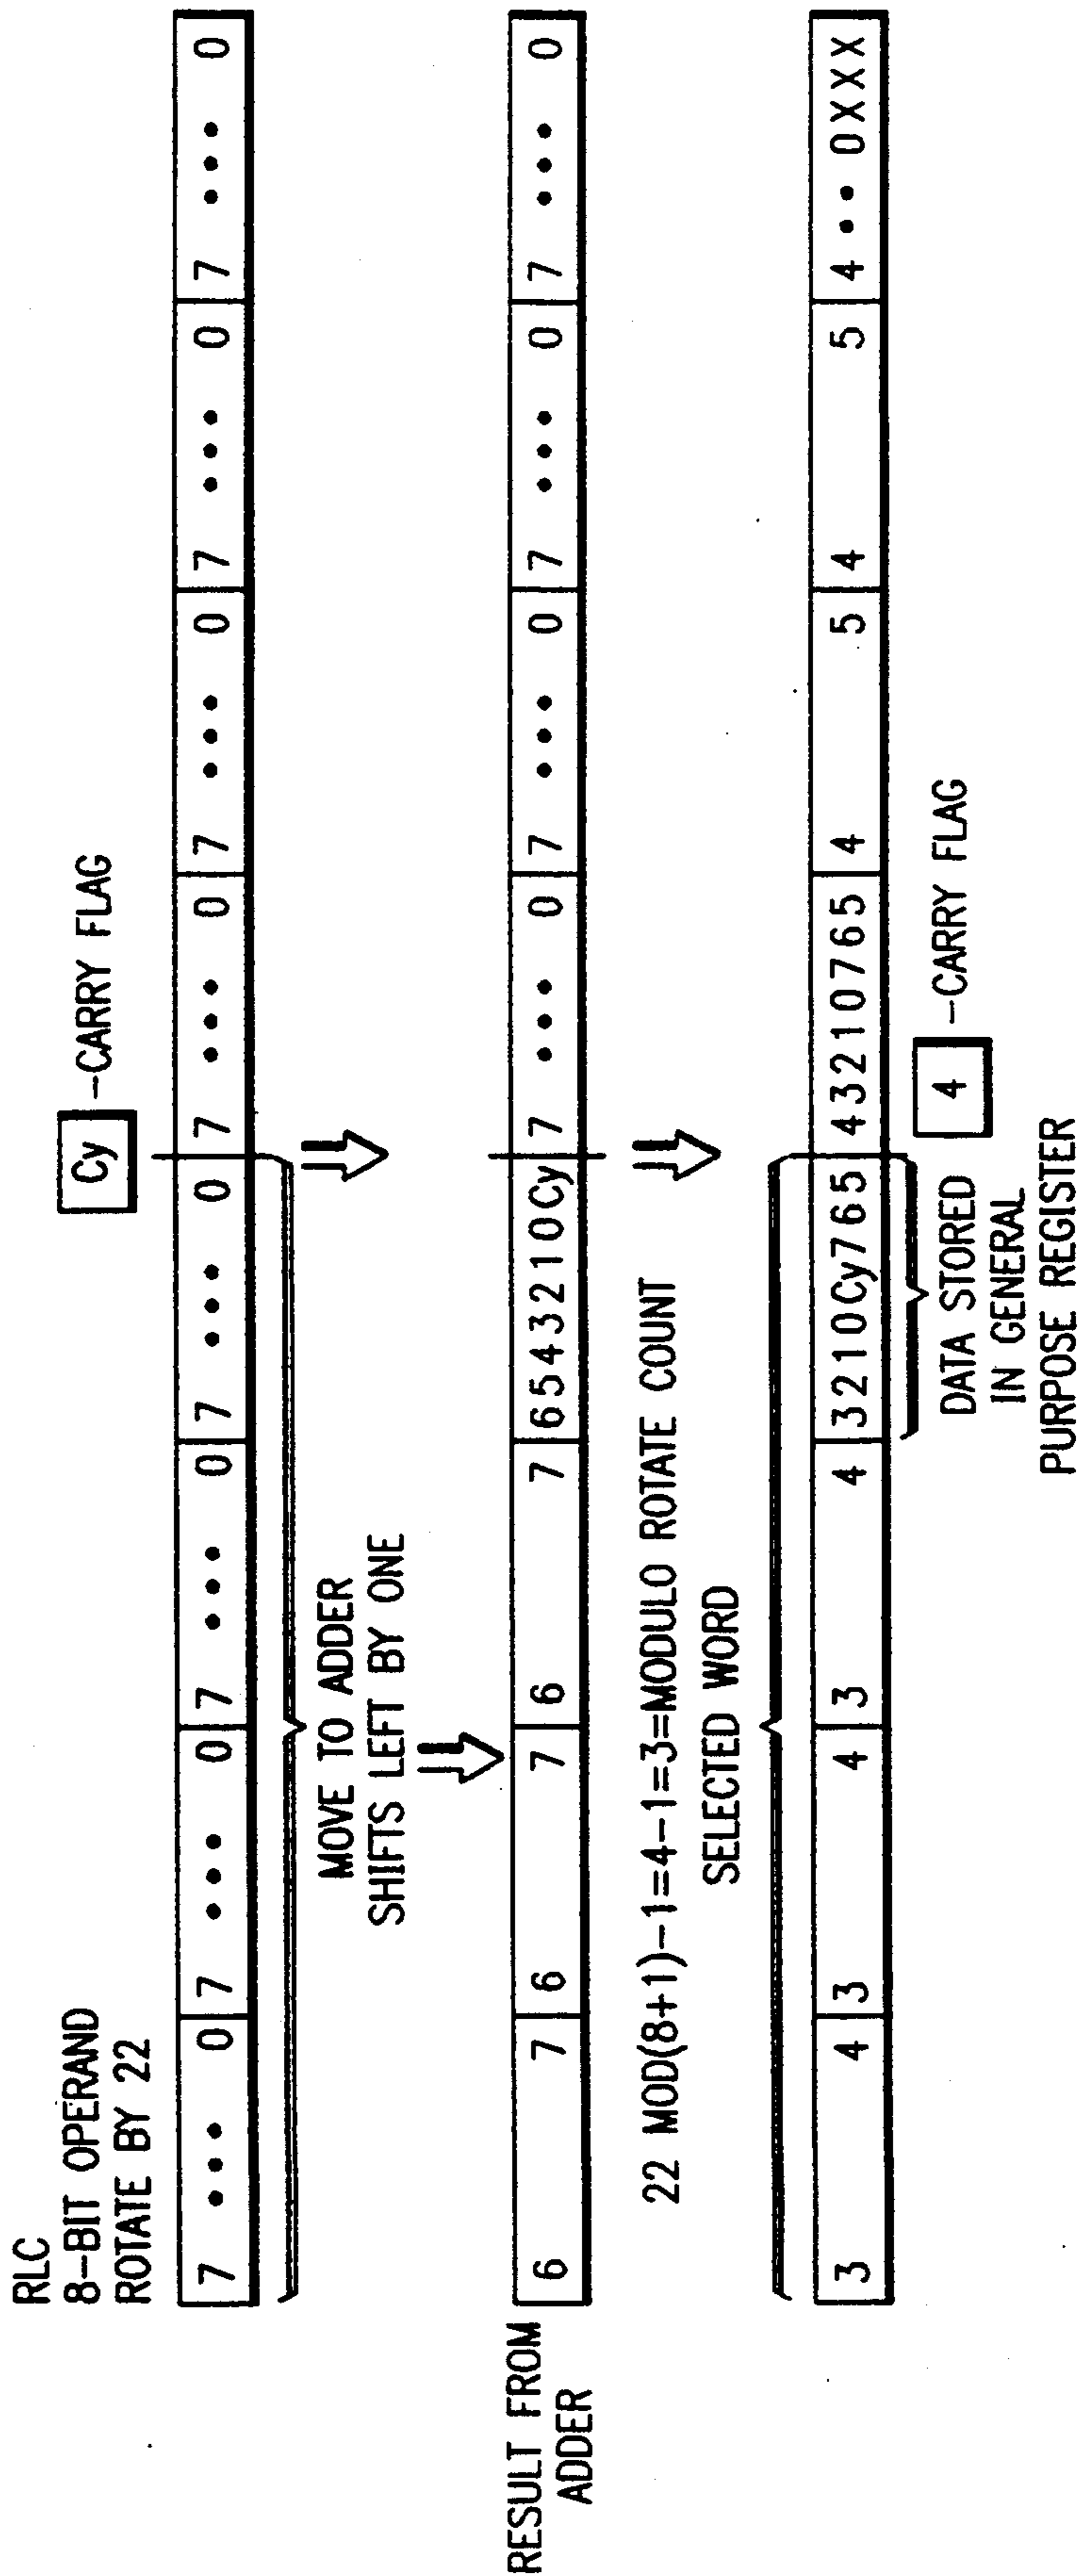 RLC
8-BIT OPERAND
ROTATE BY 22
Cy -CARRY FLAG
7 ••• 0 7 ••• 0 7 ••• 0 7 ••• 0 7 ••• 0 7 ••• 0 7 ••• 0 7 ••• 0
MOVE TO ADDER
SHIFTS LEFT BY ONE
RESULT FROM
ADDER
6 7 6 7 6 7 6543210Cy 7 ••• 0 7 ••• 0 7 ••• 0 7 ••• 0
22 MOD(8+1)-1=4-1=3=MODULO ROTATE COUNT
SELECTED WORD
3 4 3 4 3 4 3210Cy765 43210765 4 5 4 5 4 •• 0XXX
4 -CARRY FLAG
DATA STORED
IN GENERAL
PURPOSE REGISTER